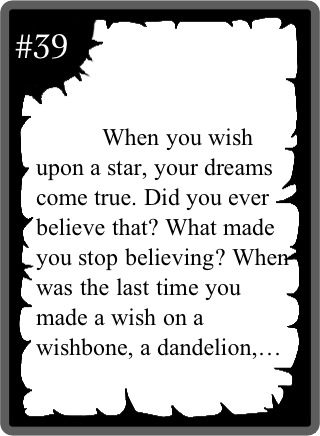 #39
When you wish
upon a star, your dreams
come true. Did you ever
believe that? What made
you stop believing? When
was the last time you
made a wish on a
wishbone, a dandelion,…